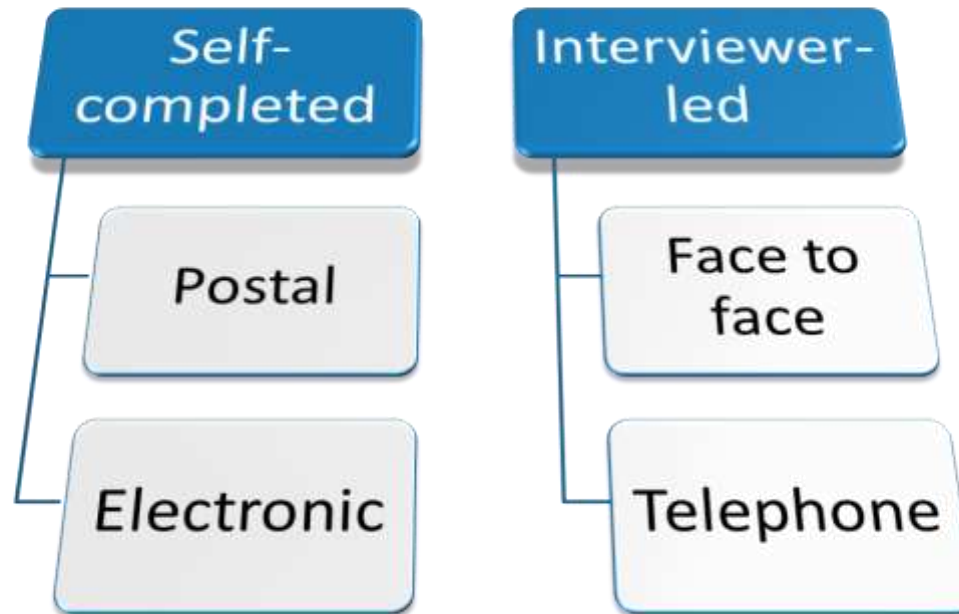 Self-
completed
Postal
Electronic
Interviewer-
led
Face to
face
Telephone